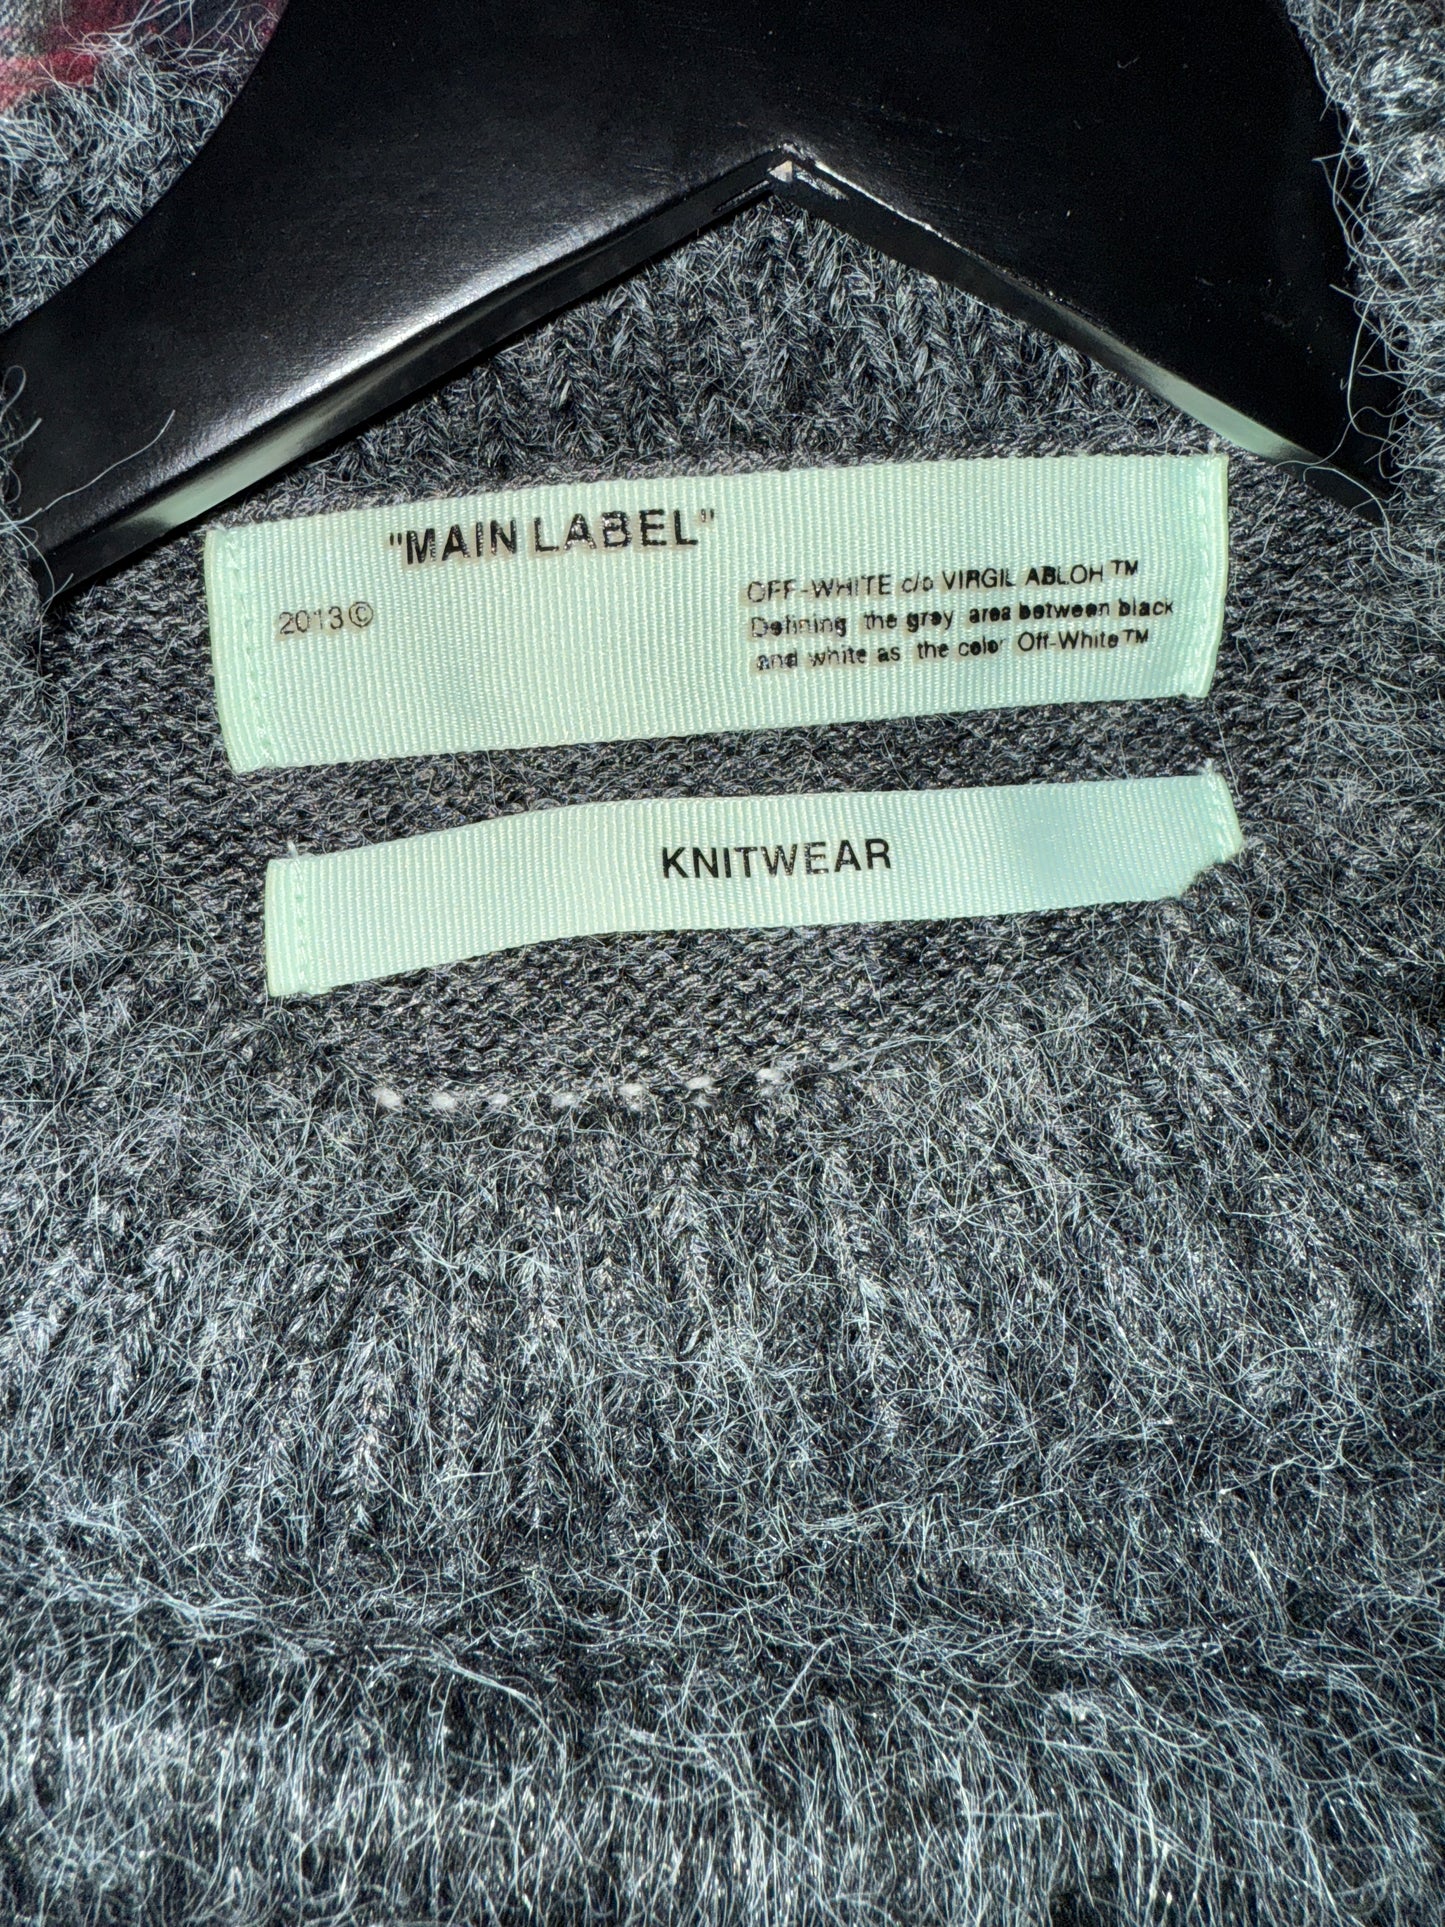 "MAIN LABEL"
2013©
OFF-WHITE c/o VIRGIL ABLOH™
Defining the grey area between black
and white as the color Off-White™
KNITWEAR